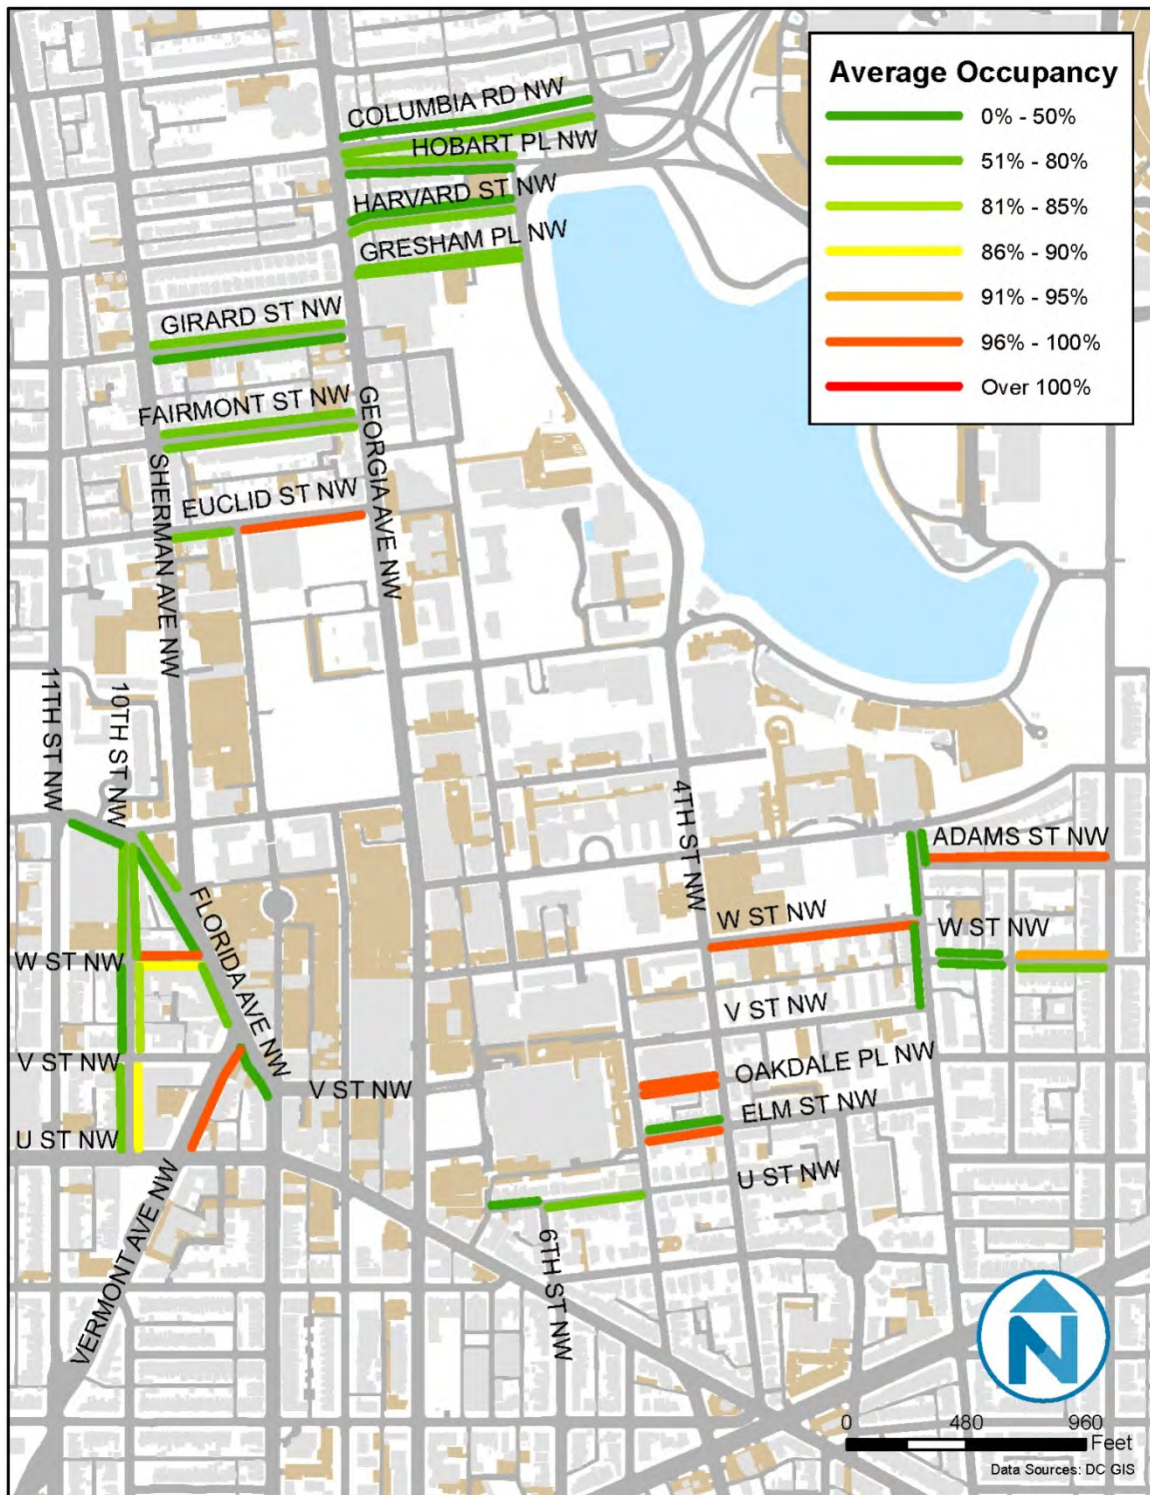 Average Occupancy
0% - 50%
51% - 80%
81% - 85%
86% - 90%
91% - 95%
96% - 100%
Over 100%
COLUMBIA RD NW
HOBART PL NW
HARVARD ST NW
GRESHAM PL NW
GIRARD ST NW
FAIRMONT ST NW
GEORGIA AVE NW
SHERMAN AVE NW
EUCLID ST NW
11TH ST NW
10TH ST NW
4TH ST NW
ADAMS ST NW
FLORIDA AVE NW
W ST NW
W ST NW
W ST NW
V ST NW
V ST NW
V ST NW
OAKDALE PL NW
ELM ST NW
U ST NW
U ST NW
VERMONT AVE NW
6TH ST NW
N
0 480 960
Feet
Data Sources: DC GIS